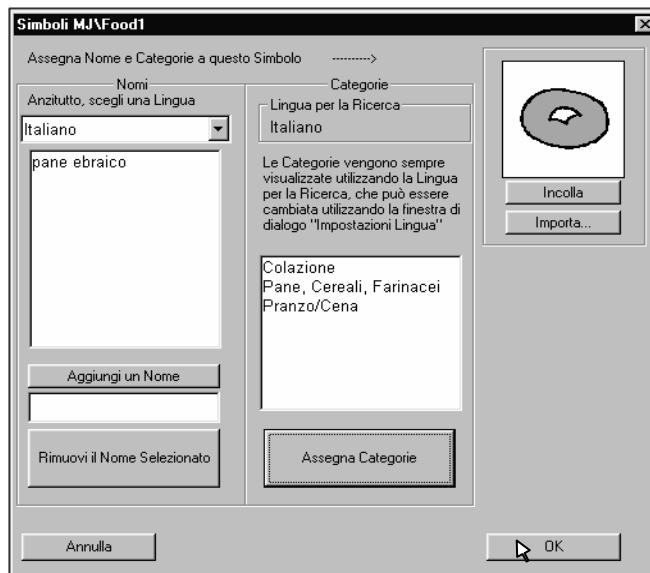 Simboli MJ\Food1
Assegna Nome e Categorie a questo Simbolo ---------->
Nomi
Anzitutto, scegli una Lingua
Italiano
pane ebraico
Aggiungi un Nome
Rimuovi il Nome Selezionato
Categorie
Lingua per la Ricerca
Italiano
Le Categorie vengono sempre
visualizzate utilizzando la Lingua
per la Ricerca, che può essere
cambiata utilizzando la finestra di
dialogo "Impostazioni Lingua"
Colazione
Pane, Cereali, Farinacei
Pranzo/Cena
Assegna Categorie
Incolla
Importa...
Annulla
OK